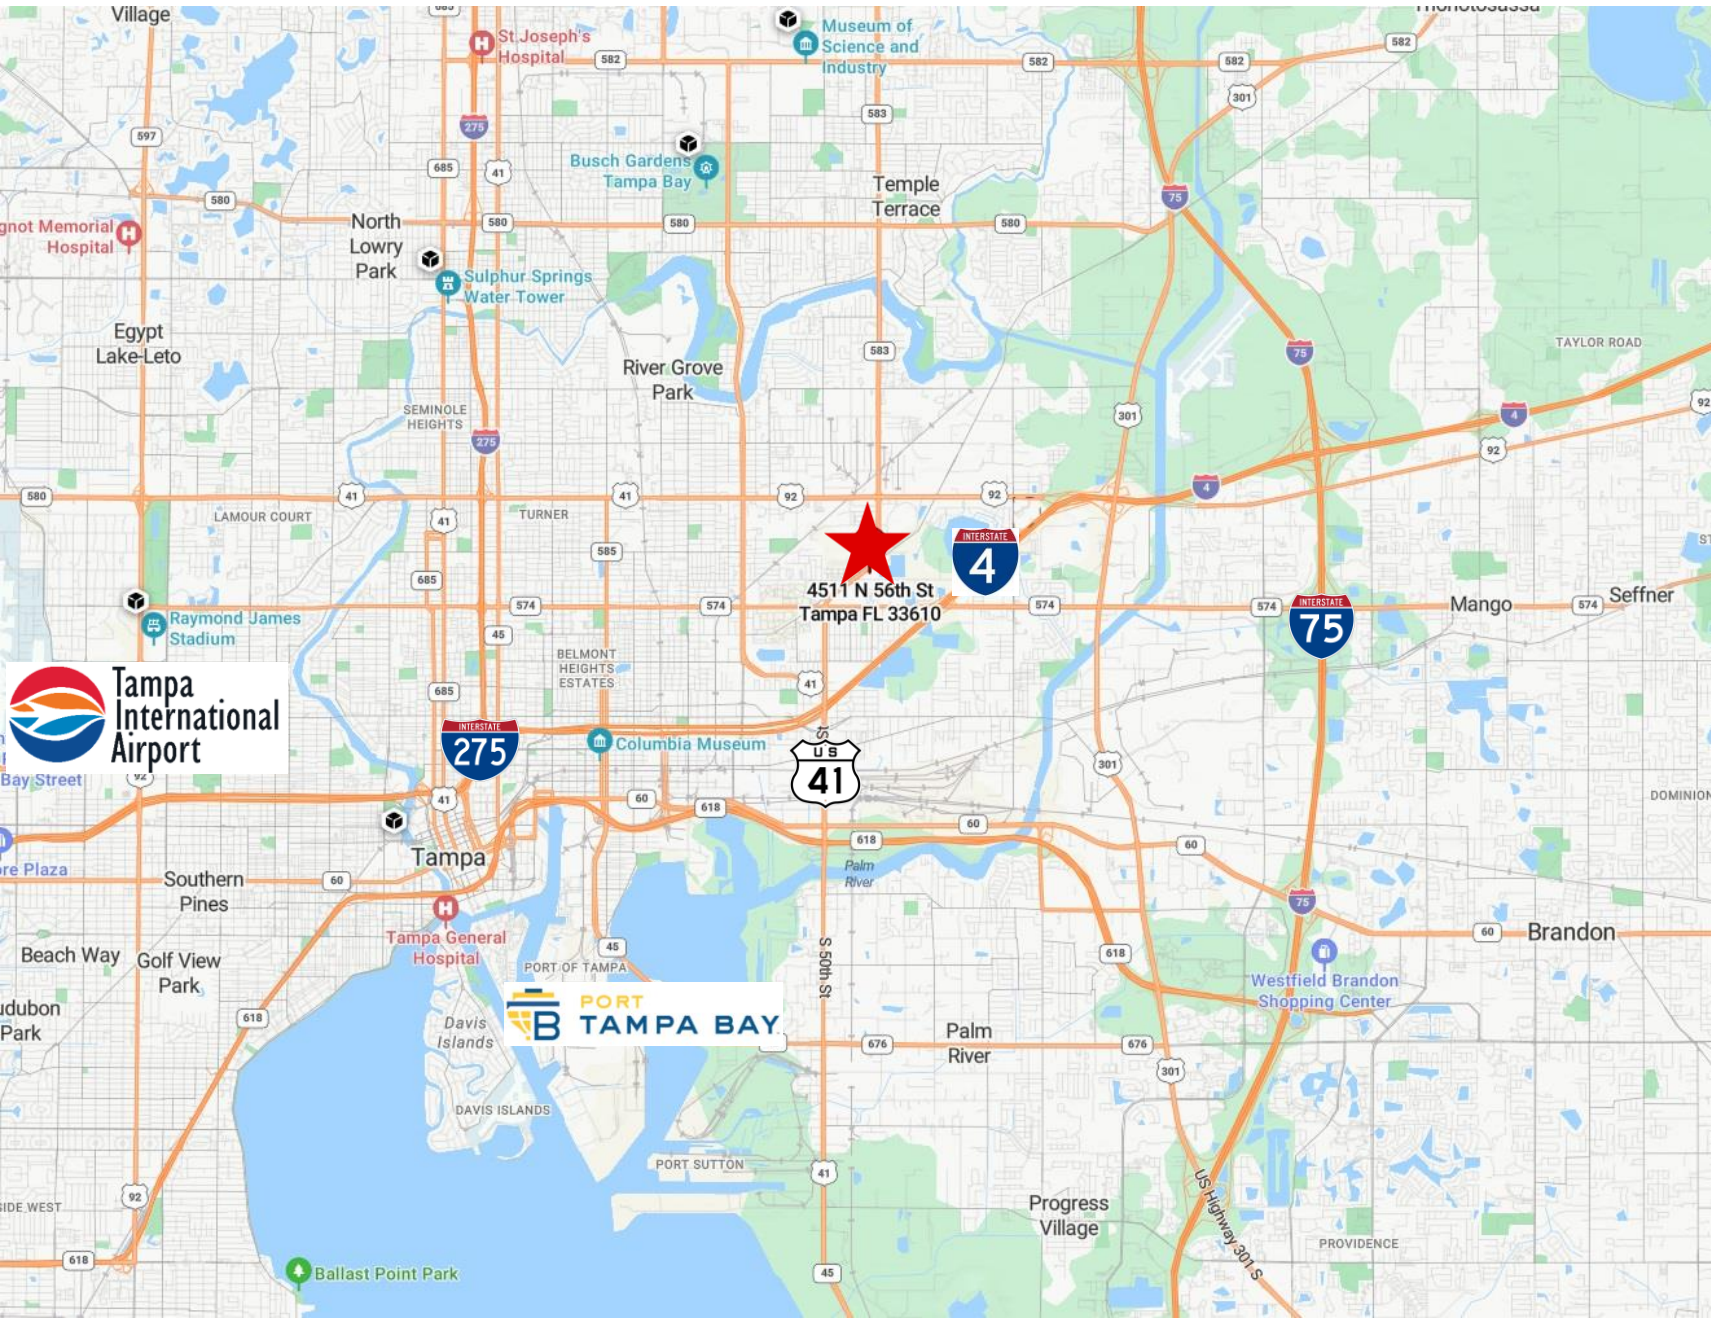 Village
685
St.Joseph's
Hospital
582
Museum of
Science and
Industry
582
582
582
301
597
275
583
685
41
Busch Gardens
Tampa Bay
Temple
Terrace
75
580
gnot Memorial
Hospital
North
Lowry
Park
580
580
580
Sulphur Springs
Water Tower
Egypt
Lake-Leto
River Grove
Park
583
75
TAYLOR ROAD
SEMINOLE
HEIGHTS
301
4
92
275
92
580
41
41
92
92
4
LAMOUR COURT
41
TURNER
585
INTERSTATE
4
685
4511 N 56th St
Tampa FL 33610
574
574
574
574
INTERSTATE
75
Mango
574
Seffner
Raymond James
Stadium
45
BELMONT
HEIGHTS
ESTATES
685
41
Tampa
International
Airport
INTERSTATE
275
Columbia Museum
St
US
41
301
Bay Street
92
41
60
618
DOMINION
618
60
60
re Plaza
Tampa
Palm
River
Southern
Pines
60
75
Tampa General
Hospital
60
Brandon
Beach Way
Golf View
Park
45
S 50th St
618
PORT OF TAMPA
Westfield Brandon
Shopping Center
udubon
Park
618
Davis
Islands
PORT
TAMPA BAY
676
Palm
River
676
301
DAVIS ISLANDS
PORT SUTTON
41
92
SIDE WEST
Progress
Village
US Highway 301 S
PROVIDENCE
618
Ballast Point Park
45